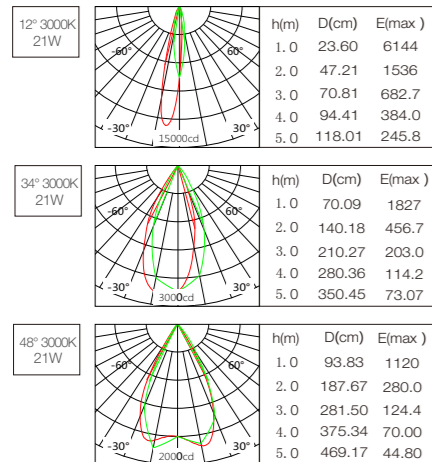 12° 3000K
21W
-60°
-30°
30°
15000cd
h(m) D(cm) E(max)
1.0 23.60 6144
2.0 47.21 1536
3.0 70.81 682.7
4.0 94.41 384.0
5.0 118.01 245.8
34° 3000K
21W
-60°
-30°
30°
3000cd
h(m) D(cm) E(max)
1.0 70.09 1827
2.0 140.18 456.7
3.0 210.27 203.0
4.0 280.36 114.2
5.0 350.45 73.07
48° 3000K
21W
-60°
-30°
30°
2000cd
h(m) D(cm) E(max)
1.0 93.83 1120
2.0 187.67 280.0
3.0 281.50 124.4
4.0 375.34 70.00
5.0 469.17 44.80